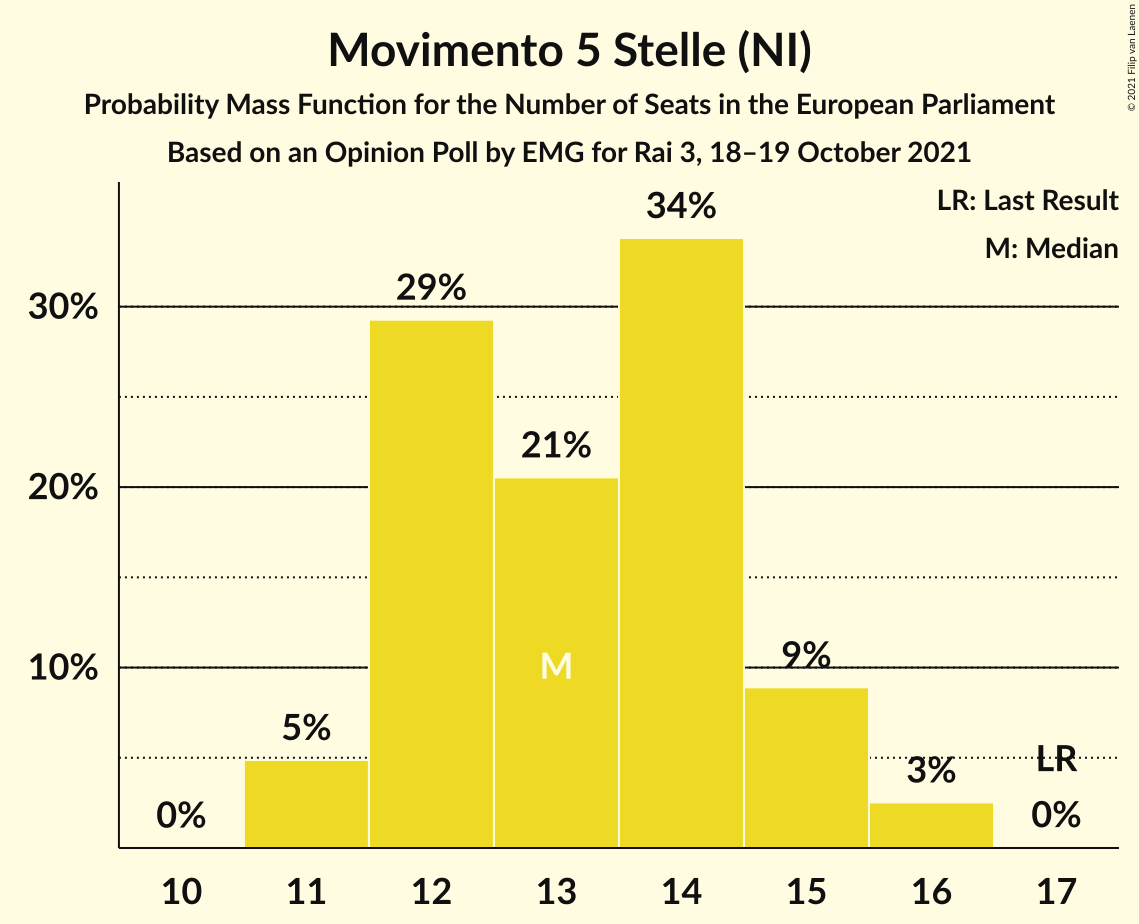 Movimento 5 Stelle (NI)
Probability Mass Function for the Number of Seats in the European Parliament
Based on an Opinion Poll by EMG for Rai 3, 18–19 October 2021
© 2021 Filip van Laenen
LR: Last Result
M: Median
30%
20%
10%
0%
5%
29%
21%
34%
9%
3%
0%
M
LR
10
11
12
13
14
15
16
17